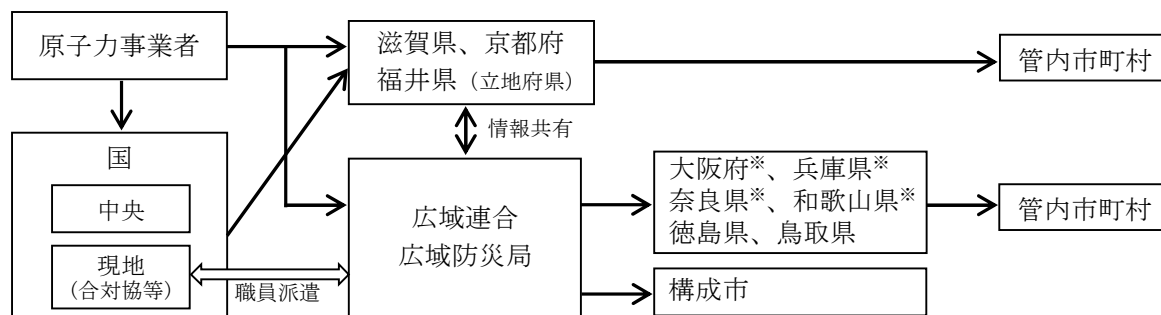 原子力事業者
滋賀県、京都府
福井県（立地府県）
管内市町村
情報共有
国
中央
現地
（合対協等）
職員派遣
広域連合
広域防災局
大阪府※、兵庫県※
奈良県※、和歌山県※
徳島県、鳥取県
管内市町村
構成市